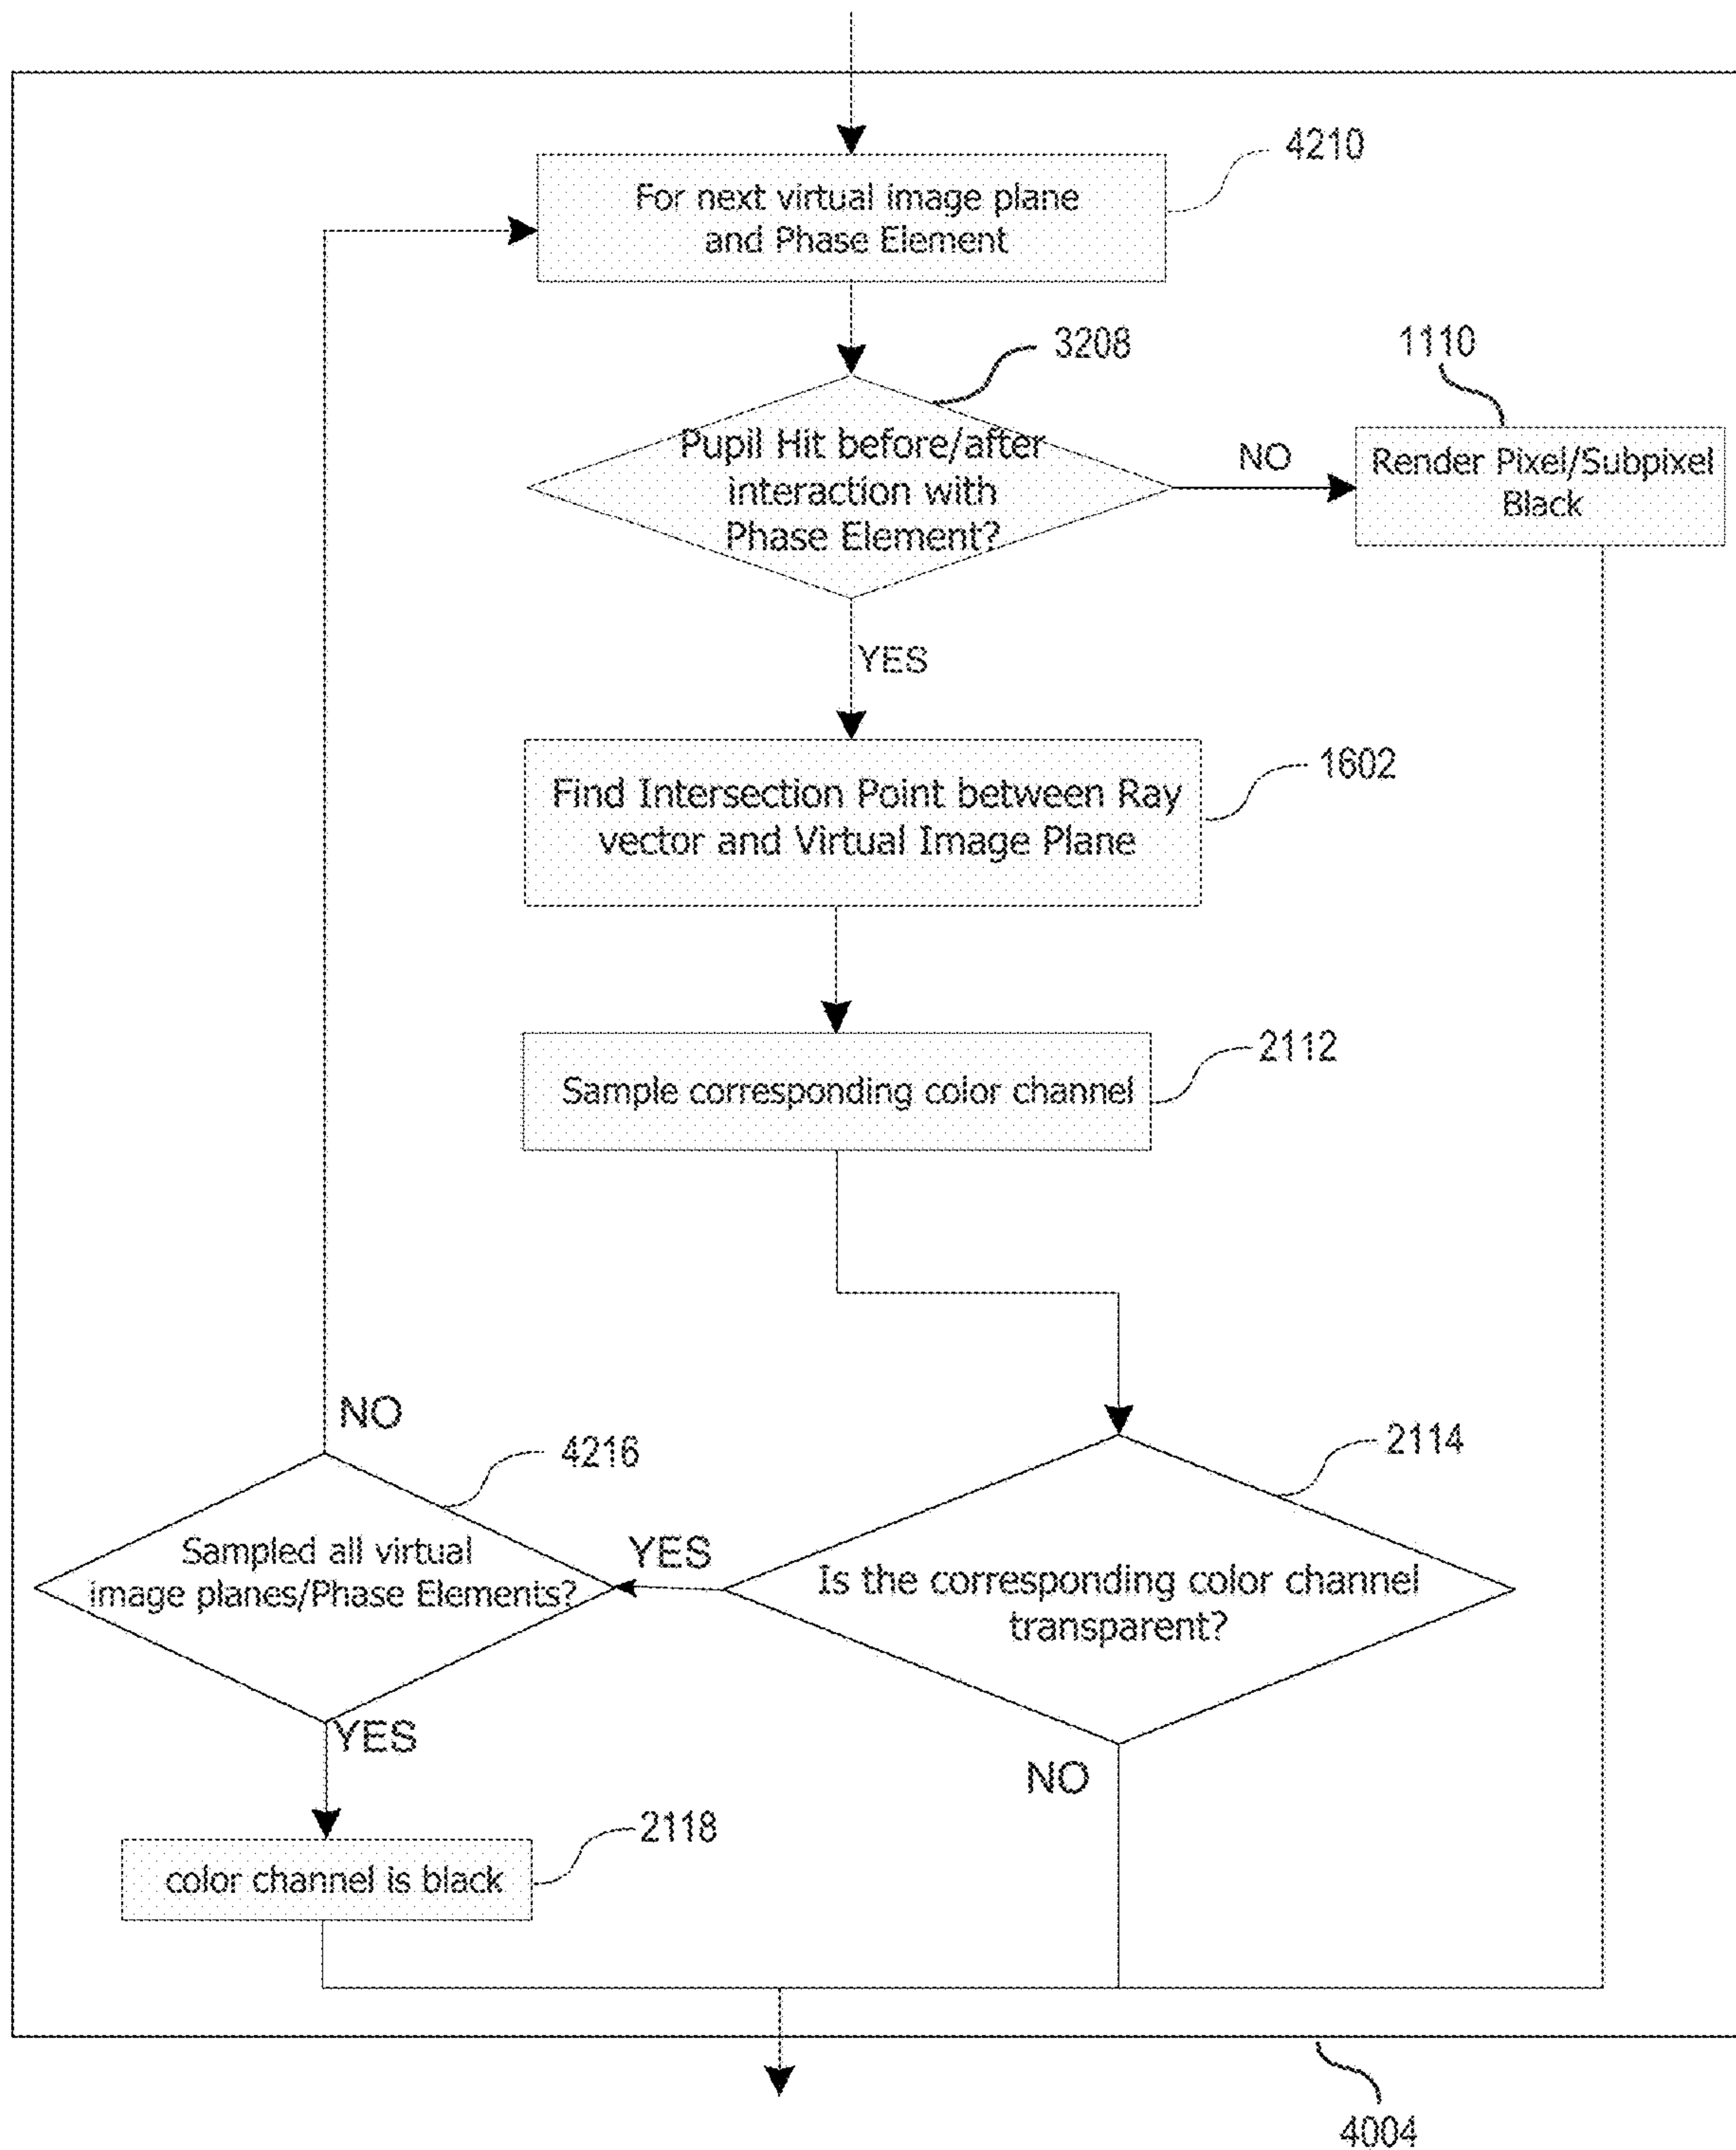 4210
For next virtual image plane
and Phase Element
3208
1110
Pupil Hit before/after
interaction with
Phase Element?
NO
Render Pixel/Subpixel
Black
YES
1602
Find Intersection Point between Ray
vector and Virtual Image Plane
2112
Sample corresponding color channel
NO
4216
2114
Sampled all virtual
image planes/Phase Elements?
YES
Is the corresponding color channel
transparent?
YES
NO
2118
color channel is black
4004